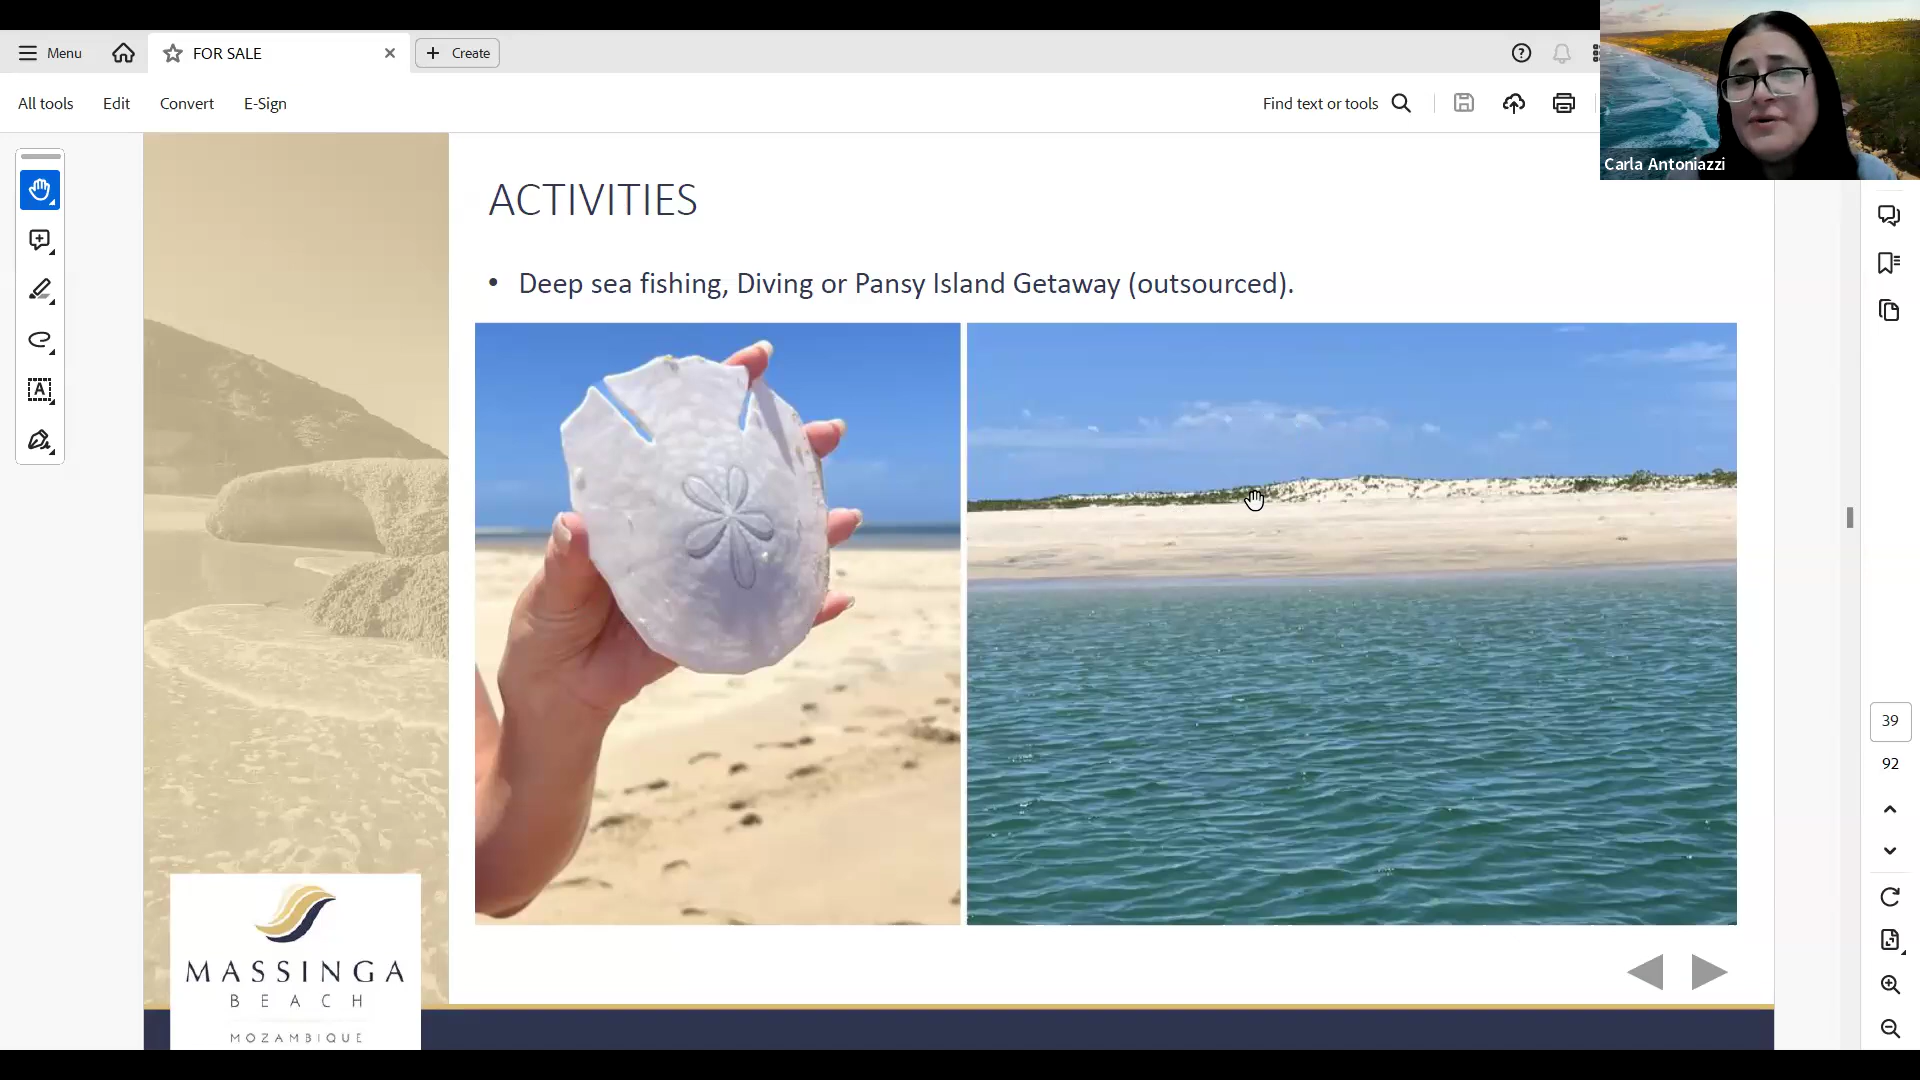 Menu
FOR SALE
Create
All tools
Edit
Convert
E-Sign
Find text or tools
Carla Antoniazzi
ACTIVITIES
• Deep sea fishing, Diving or Pansy Island Getaway (outsourced).
39
92
MASSINGA
BEACH
MOZAMBIQUE